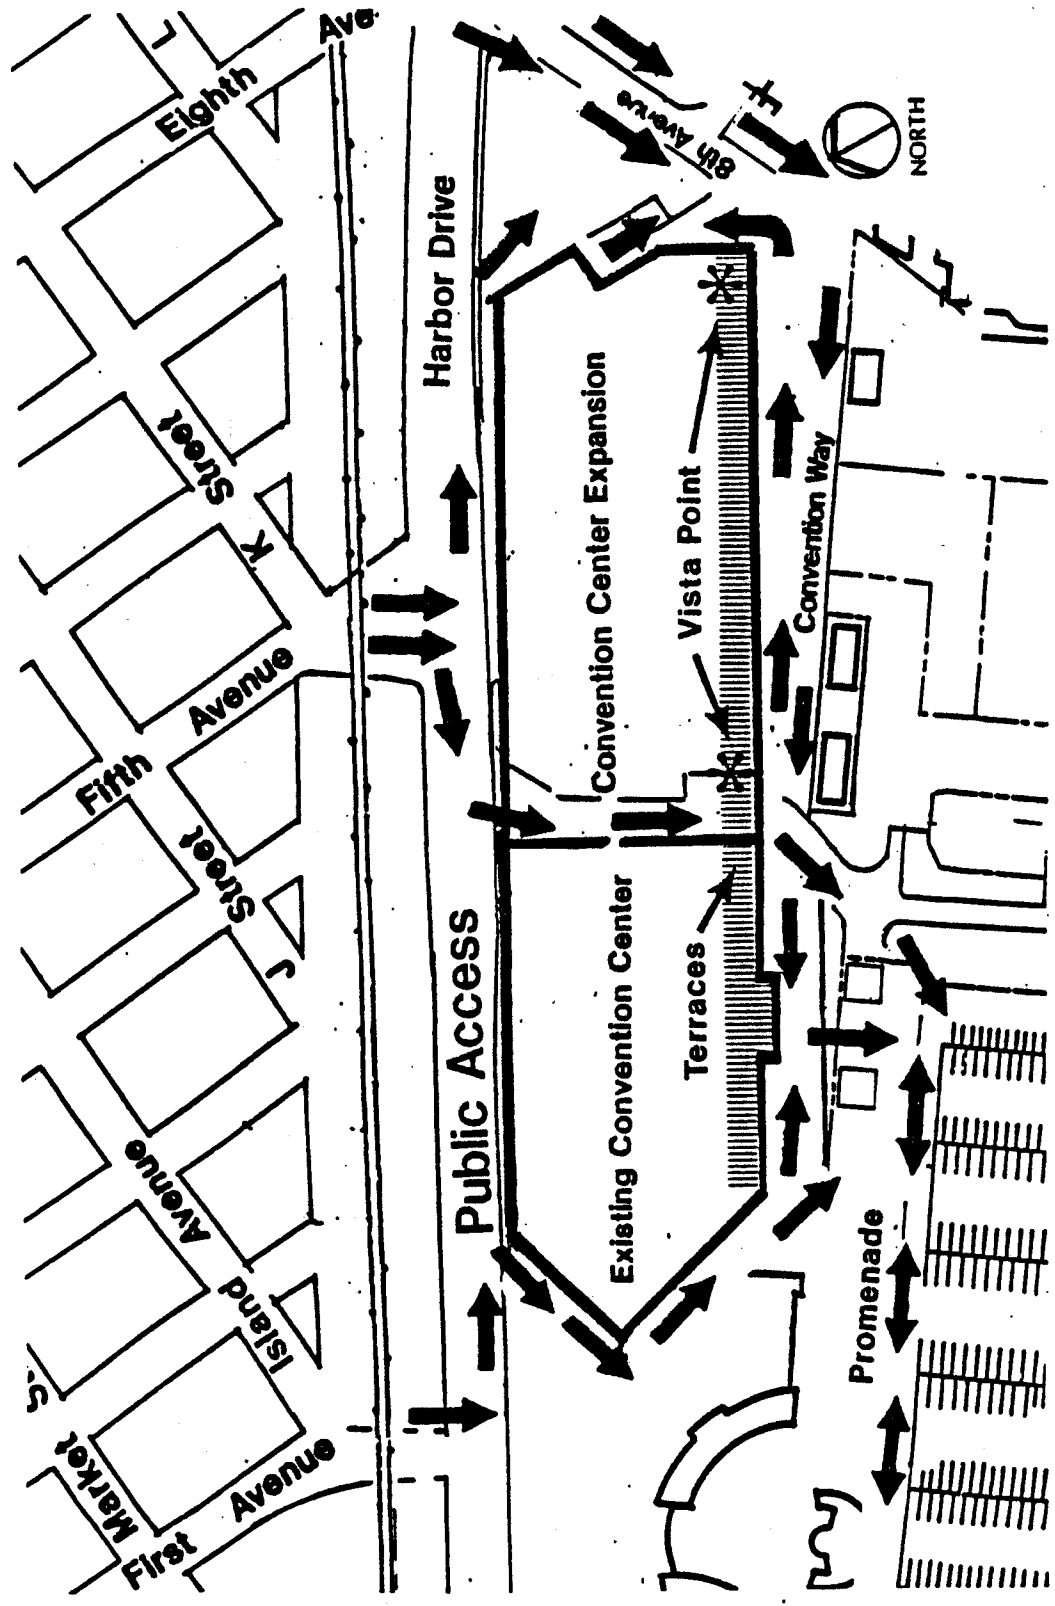 L
Eighth Ave.
Harbor Drive
8th Avenue
NORTH
K Street
Convention Center Expansion
Vista Point
Convention Way
Fifth Avenue
J Street
Public Access
Existing Convention Center
Terraces
Island Avenue
Promenade
Market
First Avenue